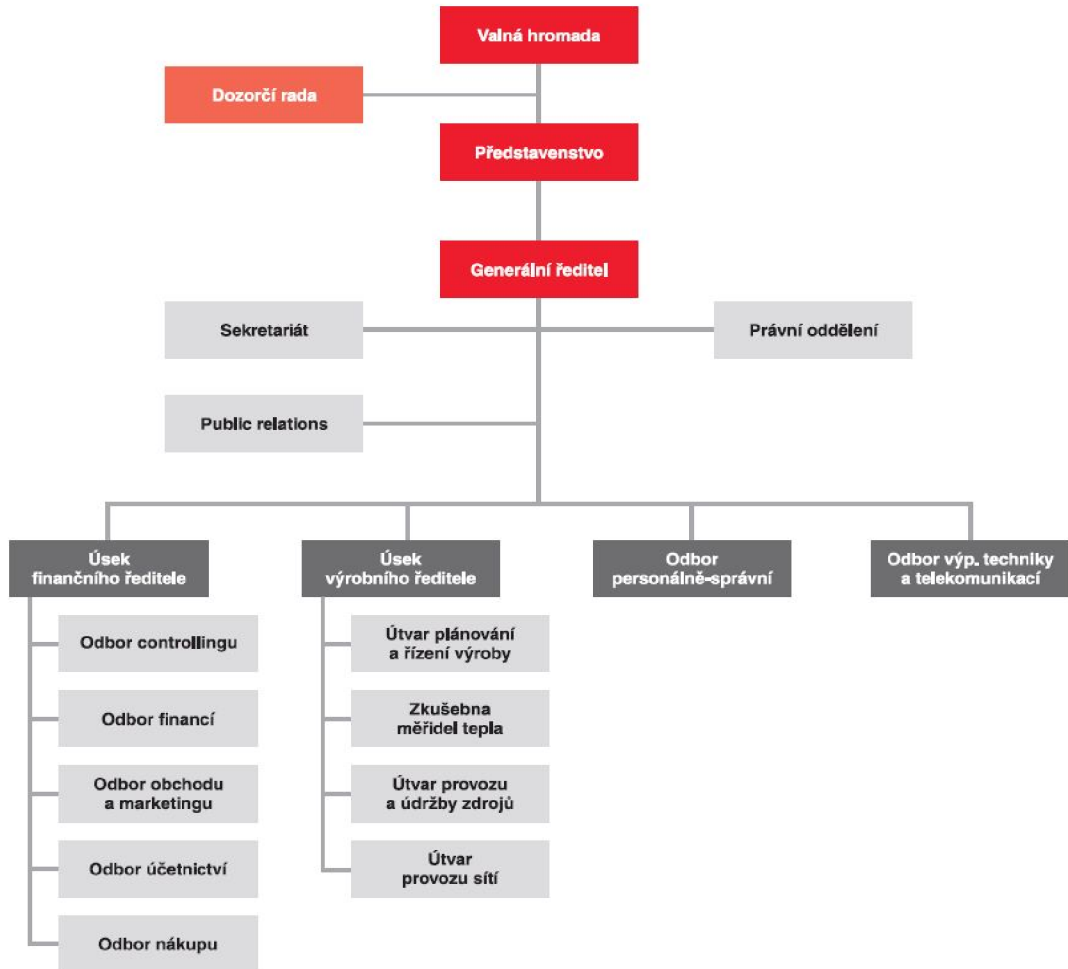 Valná hromada
Dozorčí rada
Představenstvo
Generální ředitel
Sekretariát
Právní oddělení
Public relations
Úsek
finančního ředitele
Úsek
výrobního ředitele
Odbor
personálně-správní
Odbor výp. techniky
a telekomunikací
Odbor controllingu
Odbor financí
Odbor obchodu
a marketingu
Odbor účetnictví
Odbor nákupu
Útvar plánování
a řízení výroby
Zkušebna
měřidel tepla
Útvar provozu
a údržby zdrojů
Útvar
provozu sítí